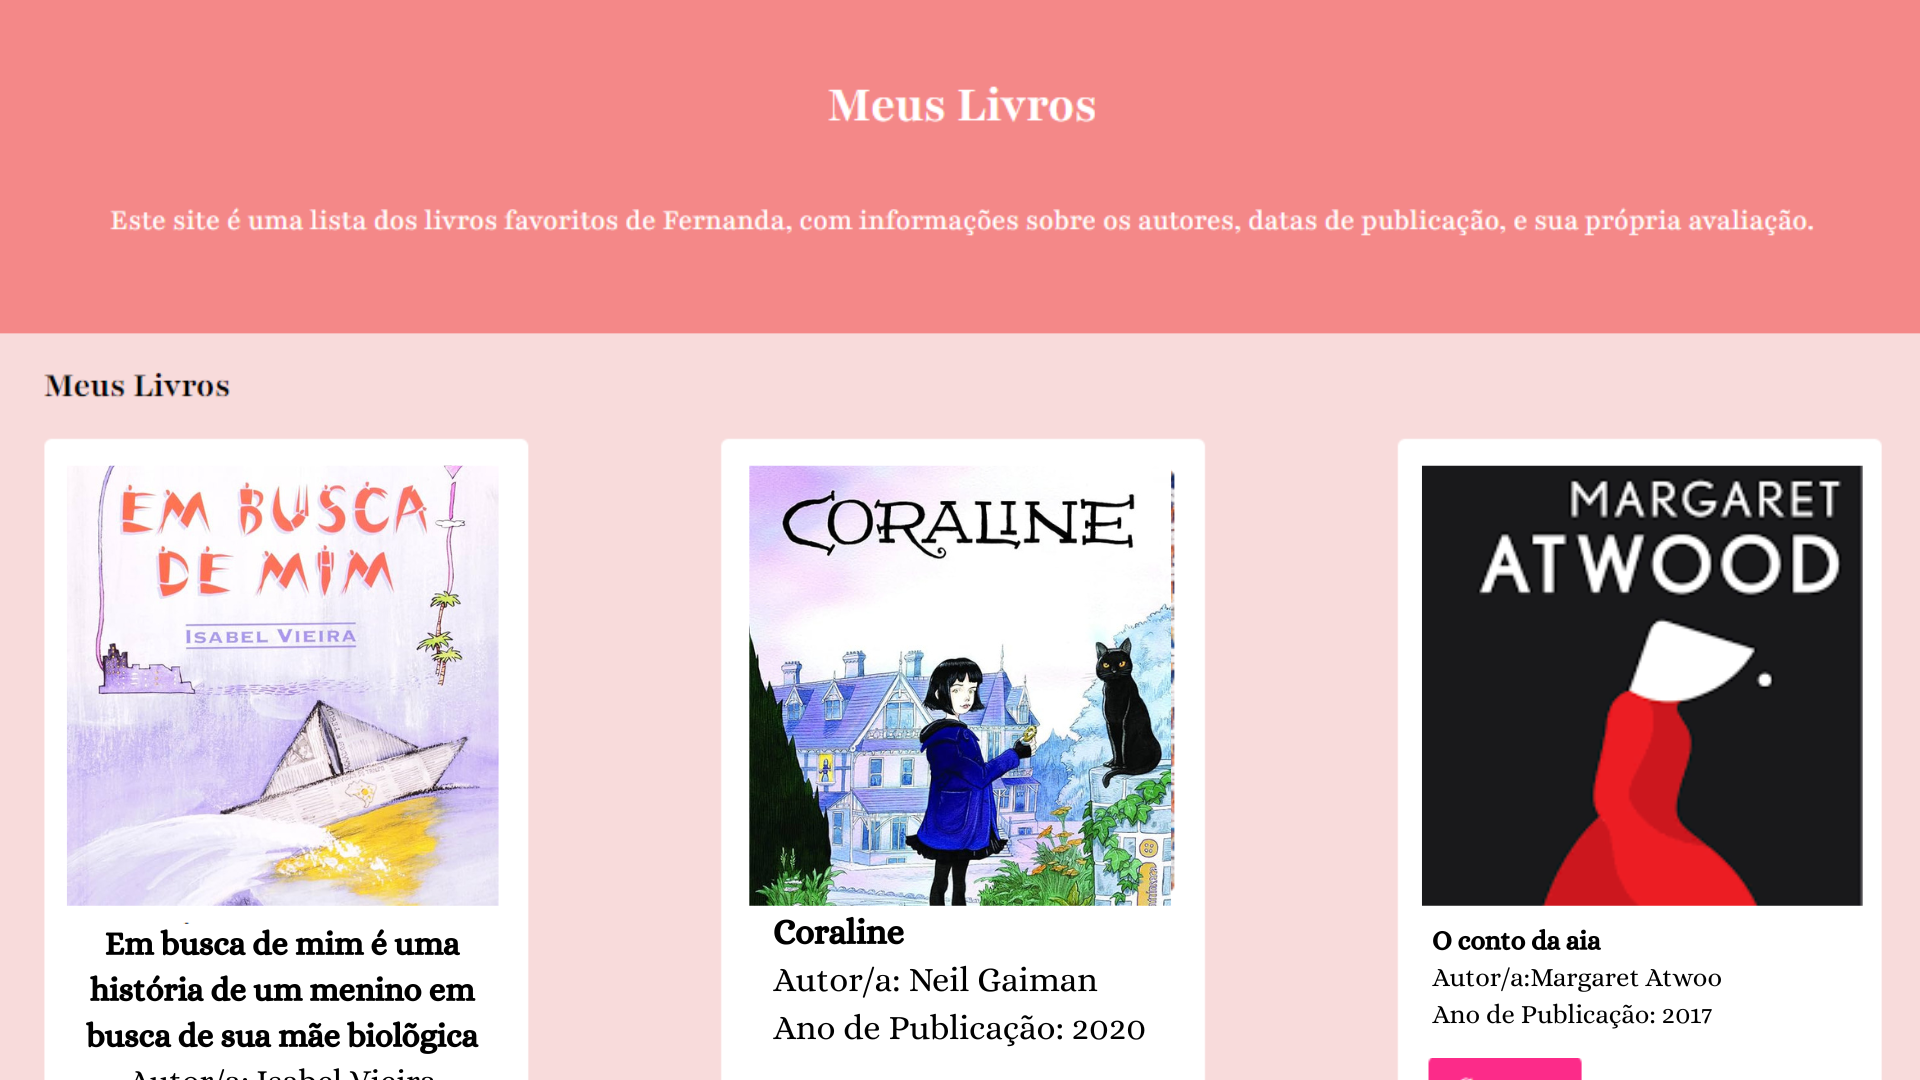 Meus Livros
Este site é uma lista dos livros favoritos de Fernanda, com informações sobre os autores, datas de publicação, e sua própria avaliação.
Meus Livros
EM BUSCA
DE MIM
ISABEL VIEIRA
Em busca de mim é uma
história de um menino em
busca de sua mãe biolõgica
Autor/a: Isabel Vieira
CORALINE
Coraline
Autor/a: Neil Gaiman
Ano de Publicação: 2020
MARGARET
ATWOOD
O conto da aia
Autor/a:Margaret Atwoo
Ano de Publicação: 2017